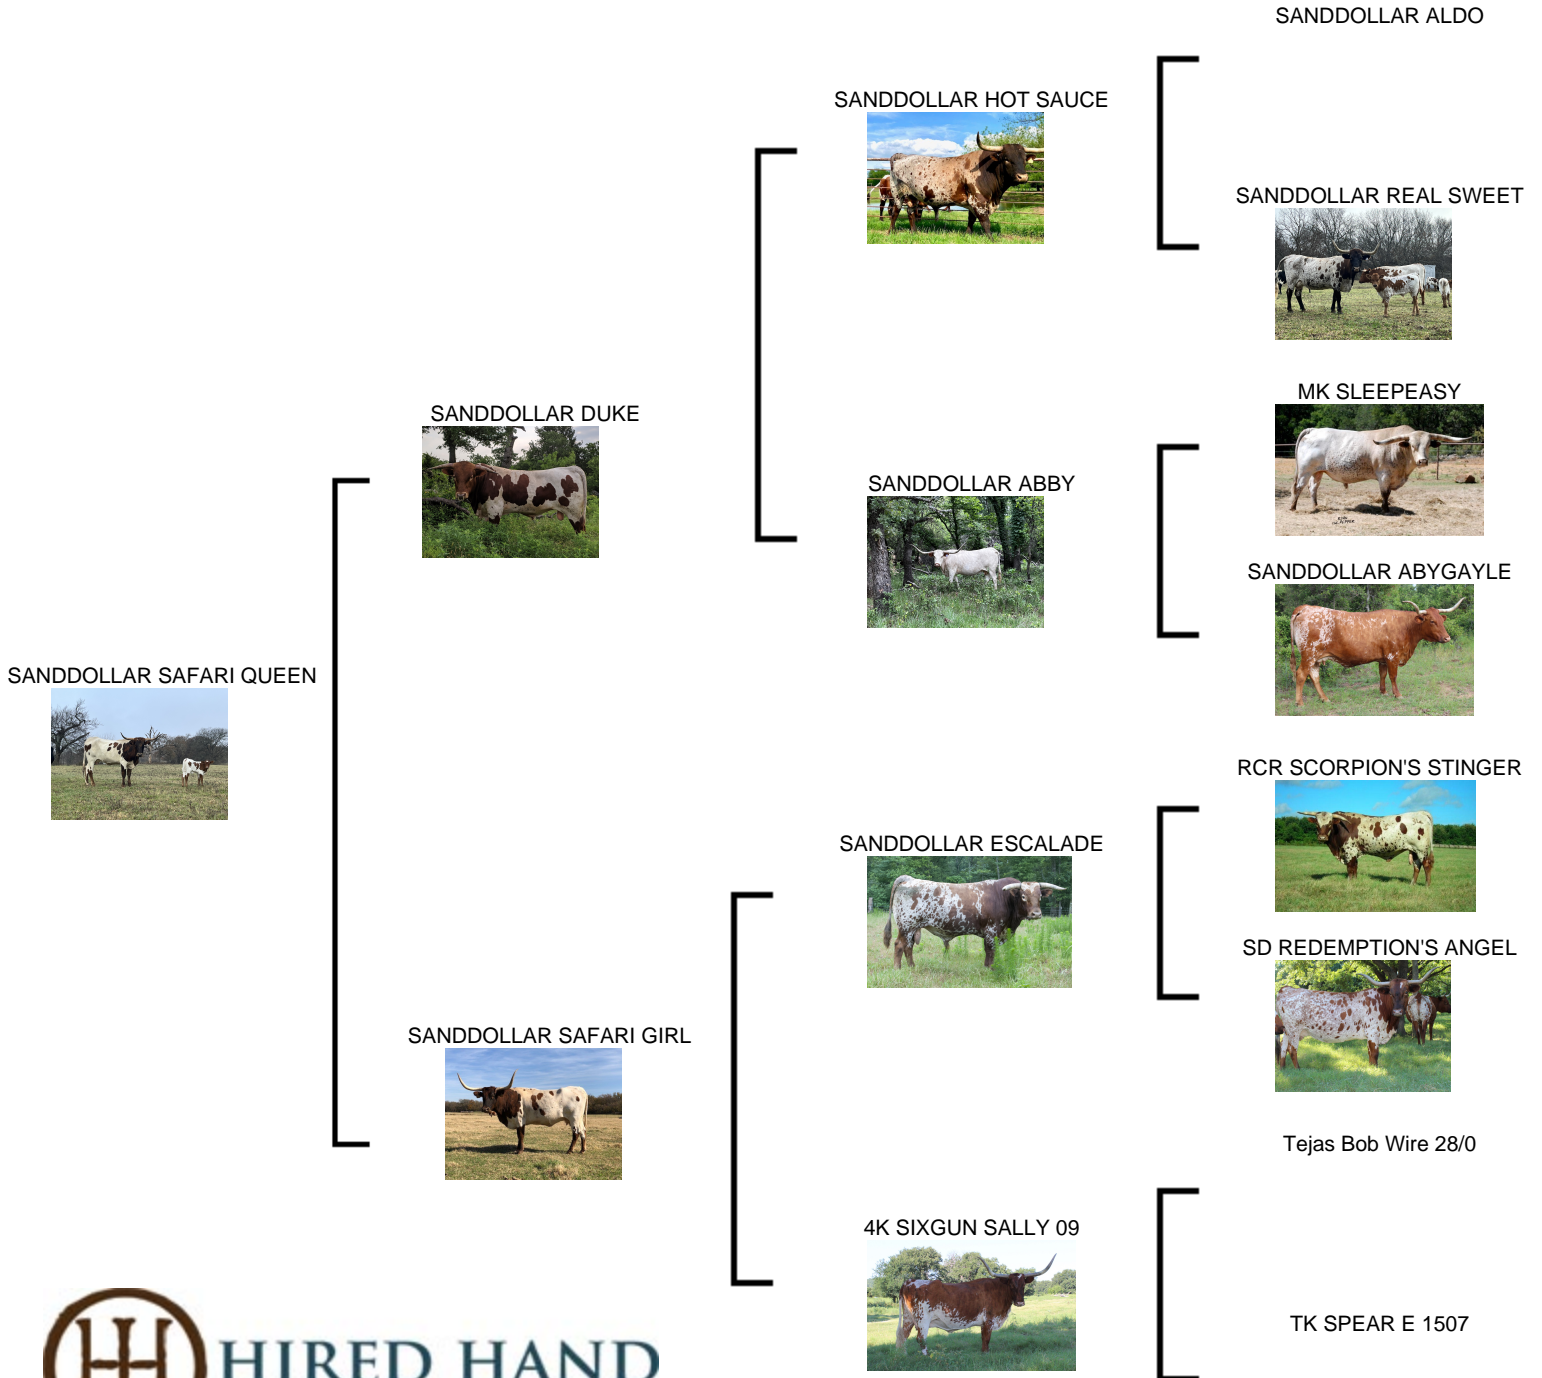 SANDDOLLAR ALDO
SANDDOLLAR HOT SAUCE
SANDDOLLAR REAL SWEET
MK SLEEPEASY
SANDDOLLAR DUKE
SANDDOLLAR ABBY
SANDDOLLAR ABYGAYLE
SANDDOLLAR SAFARI QUEEN
RCR SCORPION'S STINGER
SANDDOLLAR ESCALADE
SD REDEMPTION'S ANGEL
SANDDOLLAR SAFARI GIRL
Tejas Bob Wire 28/0
4K SIXGUN SALLY 09
TK SPEAR E 1507
HIRED HAND